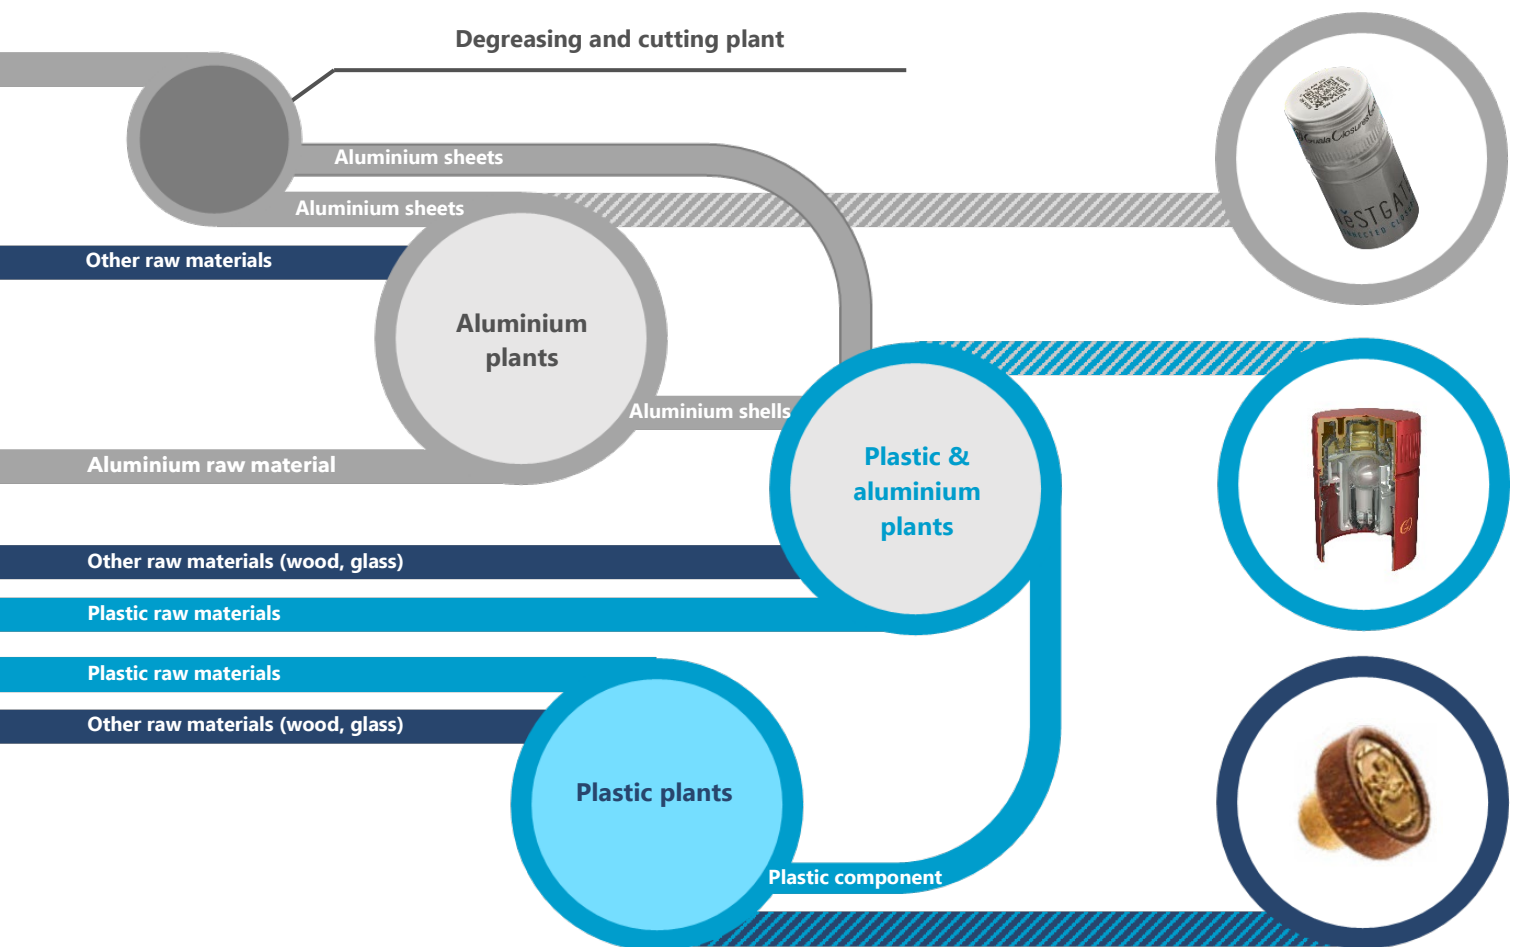 Degreasing and cutting plant
Aluminium sheets
Aluminium sheets
Other raw materials
Aluminium
plants
Aluminium shells
Aluminium raw material
Plastic &
aluminium
plants
Other raw materials (wood, glass)
Plastic raw materials
Plastic raw materials
Other raw materials (wood, glass)
Plastic plants
Plastic component